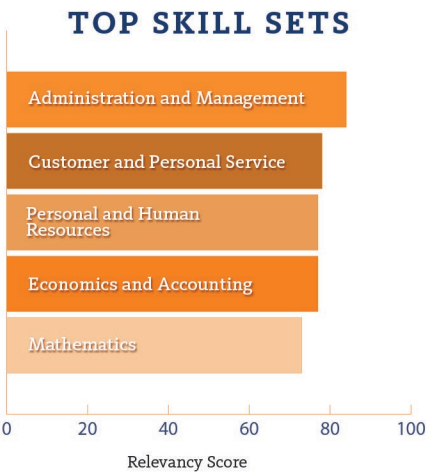 TOP SKILL SETS
Administration and Management
Customer and Personal Service
Personal and Human
Resources
Economics and Accounting
Mathematics
0 20 40 60 80 100
Relevancy Score